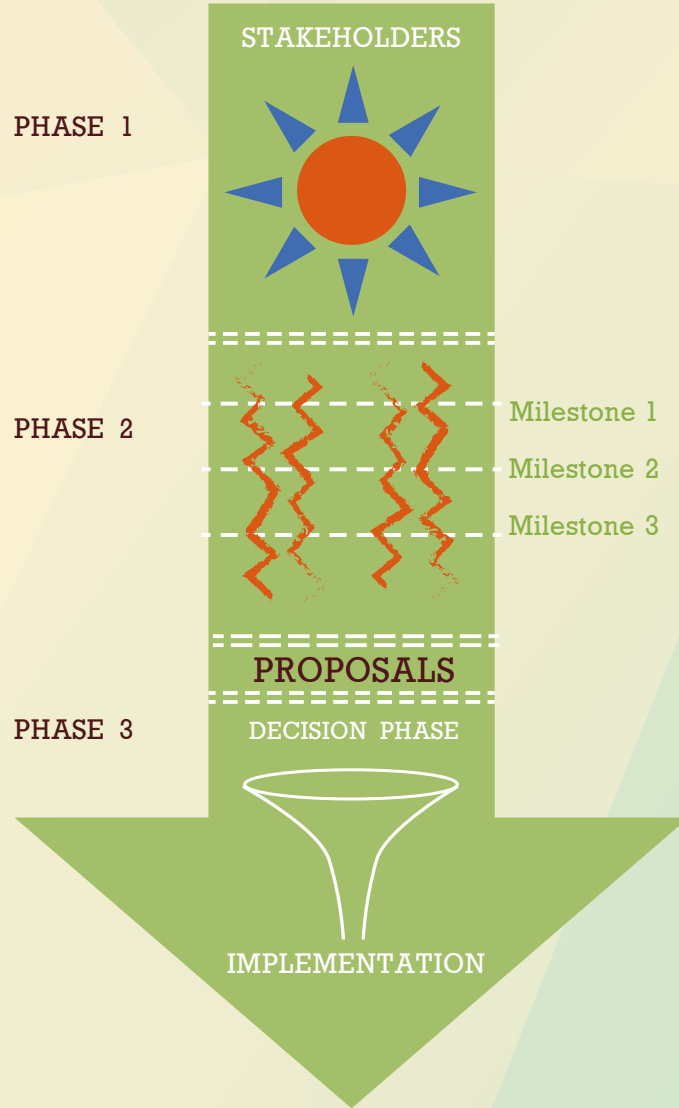 STAKEHOLDERS
PHASE 1
PHASE 2
Milestone 1
Milestone 2
Milestone 3
PROPOSALS
PHASE 3
DECISION PHASE
IMPLEMENTATION